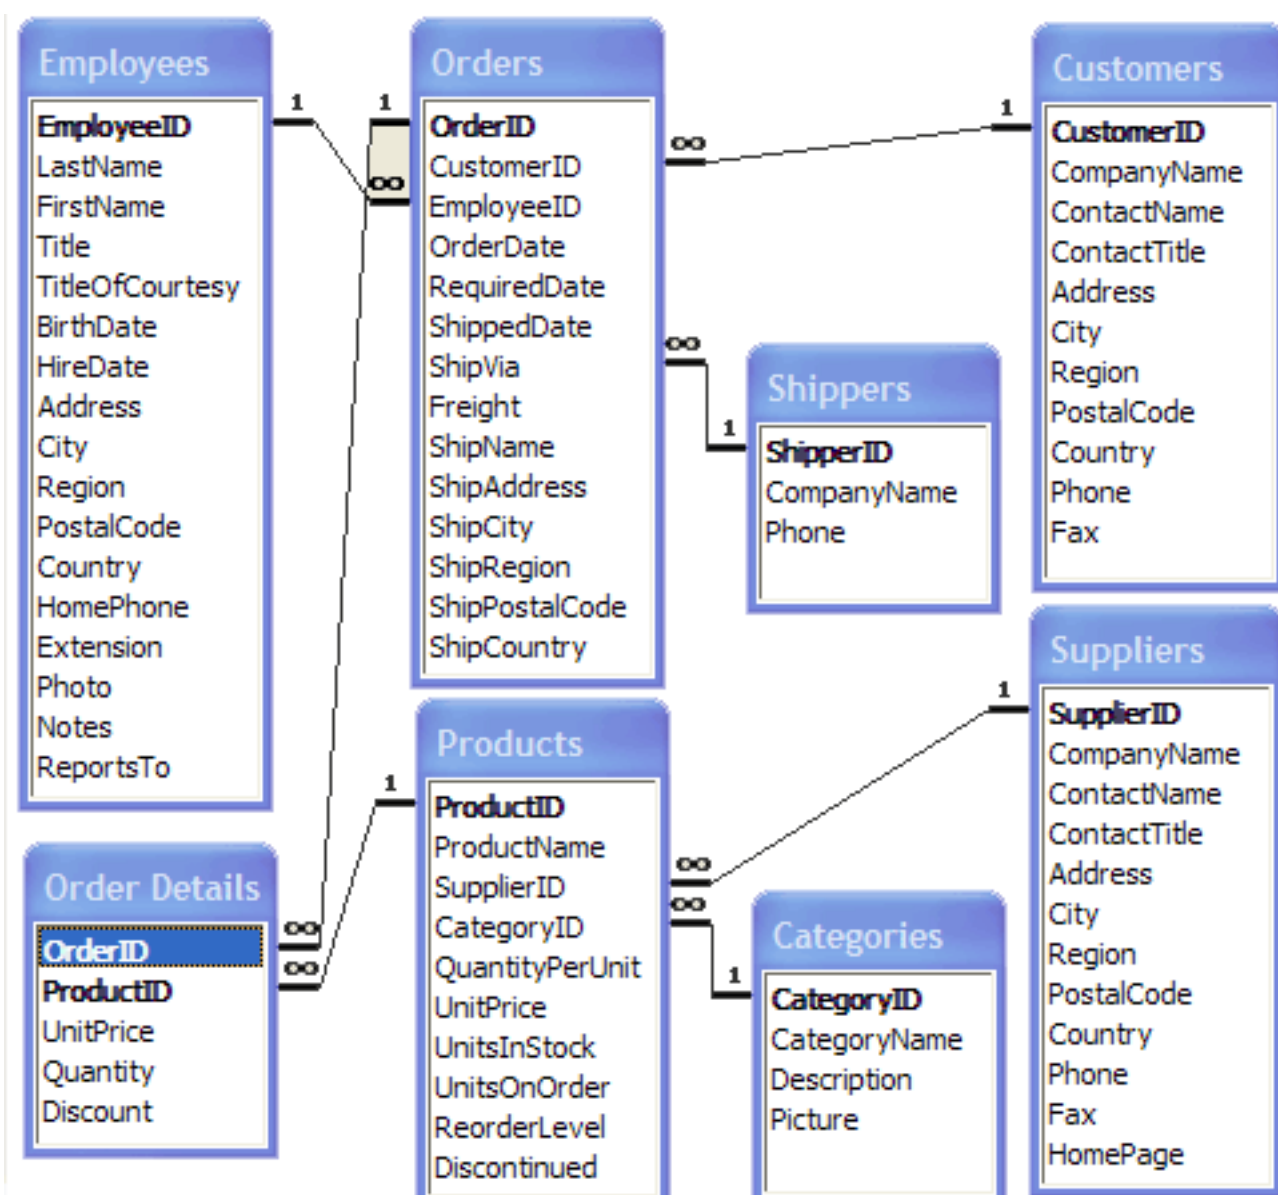 Employees
EmployeeID
LastName
FirstName
Title
TitleOfCourtesy
BirthDate
HireDate
Address
City
Region
PostalCode
Country
HomePhone
Extension
Photo
Notes
ReportsTo
1
1
∞
Orders
OrderID
CustomerID
EmployeeID
OrderDate
RequiredDate
ShippedDate
ShipVia
Freight
ShipName
ShipAddress
ShipCity
ShipRegion
ShipPostalCode
ShipCountry
∞
1
∞
1
Customers
CustomerID
CompanyName
ContactName
ContactTitle
Address
City
Region
PostalCode
Country
Phone
Fax
Shippers
ShipperID
CompanyName
Phone
Order Details
OrderID
ProductID
UnitPrice
Quantity
Discount
∞
∞
1
Products
ProductID
ProductName
SupplierID
CategoryID
QuantityPerUnit
UnitPrice
UnitsInStock
UnitsOnOrder
ReorderLevel
Discontinued
∞
∞
1
1
Categories
CategoryID
CategoryName
Description
Picture
Suppliers
SupplierID
CompanyName
ContactName
ContactTitle
Address
City
Region
PostalCode
Country
Phone
Fax
HomePage